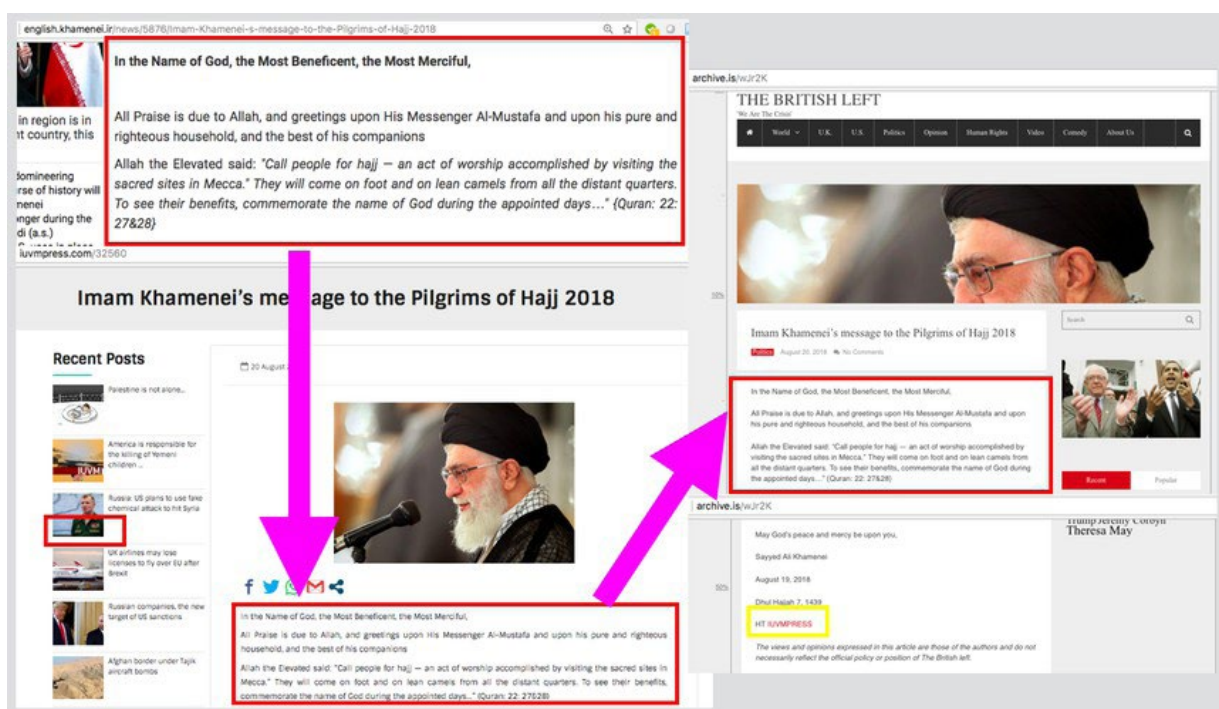 english.khamenei.ir/news/5876/Imam-Khamenei-s-message-to-the-Pilgrims-of-Hajj-2018
In the Name of God, the Most Beneficent, the Most Merciful,
All Praise is due to Allah, and greetings upon His Messenger Al-Mustafa and upon his pure and
righteous household, and the best of his companions
Allah the Elevated said: "Call people for hajj — an act of worship accomplished by visiting the
sacred sites in Mecca." They will come on foot and on lean camels from all the distant quarters.
To see their benefits, commemorate the name of God during the appointed days…" {Quran: 22:
27&28}
in region is in
nt country, this
domineering
rse of history will
menei
onger during the
di (a.s.)
iuvmpress.com/32560
Imam Khamenei's message to the Pilgrims of Hajj 2018
Recent Posts
Palestine is not alone...
America is responsible for
the killing of Yemeni
children ...
IUVM
Russia: US plans to use fake
chemical attack to hit Syria
UK airlines may lose
licenses to fly over EU after
Brexit
Russian companies, the new
target of US sanctions
Afghan border under Tajik
aircraft bombs
20 August
In the Name of God, the Most Beneficent, the Most Merciful,
All Praise is due to Allah, and greetings upon His Messenger Al-Mustafa and upon his pure and righteous
household, and the best of his companions
Allah the Elevated said: "Call people for hajj — an act of worship accomplished by visiting the sacred sites in
Mecca." They will come on foot and on lean camels from all the distant quarters. To see their benefits,
commemorate the name of God during the appointed days..." (Quran: 22: 27&28)
archive.is/wJr2K
THE BRITISH LEFT
'We Are The Crisis'
World U.K. U.S. Politics Opinion Human Rights Video Comedy About Us
Imam Khamenei's message to the Pilgrims of Hajj 2018
Politics August 20, 2018 No Comments
Search
In the Name of God, the Most Beneficent, the Most Merciful,
All Praise is due to Allah, and greetings upon His Messenger Al-Mustafa and upon
his pure and righteous household, and the best of his companions
Allah the Elevated said: "Call people for hajj — an act of worship accomplished by
visiting the sacred sites in Mecca." They will come on foot and on lean camels from
all the distant quarters. To see their benefits, commemorate the name of God during
the appointed days…" (Quran: 22: 27&28)
Recent Popular
archive.is/wJr2K
May God's peace and mercy be upon you,
Sayyed Ali Khamenei
August 19, 2018
Dhul Hajjah 7, 1439
HT IUVMPRESS
The views and opinions expressed in this article are those of the authors and do not
necessarily reflect the official policy or position of The British left.
Trump Jeremy Corbyn
Theresa May